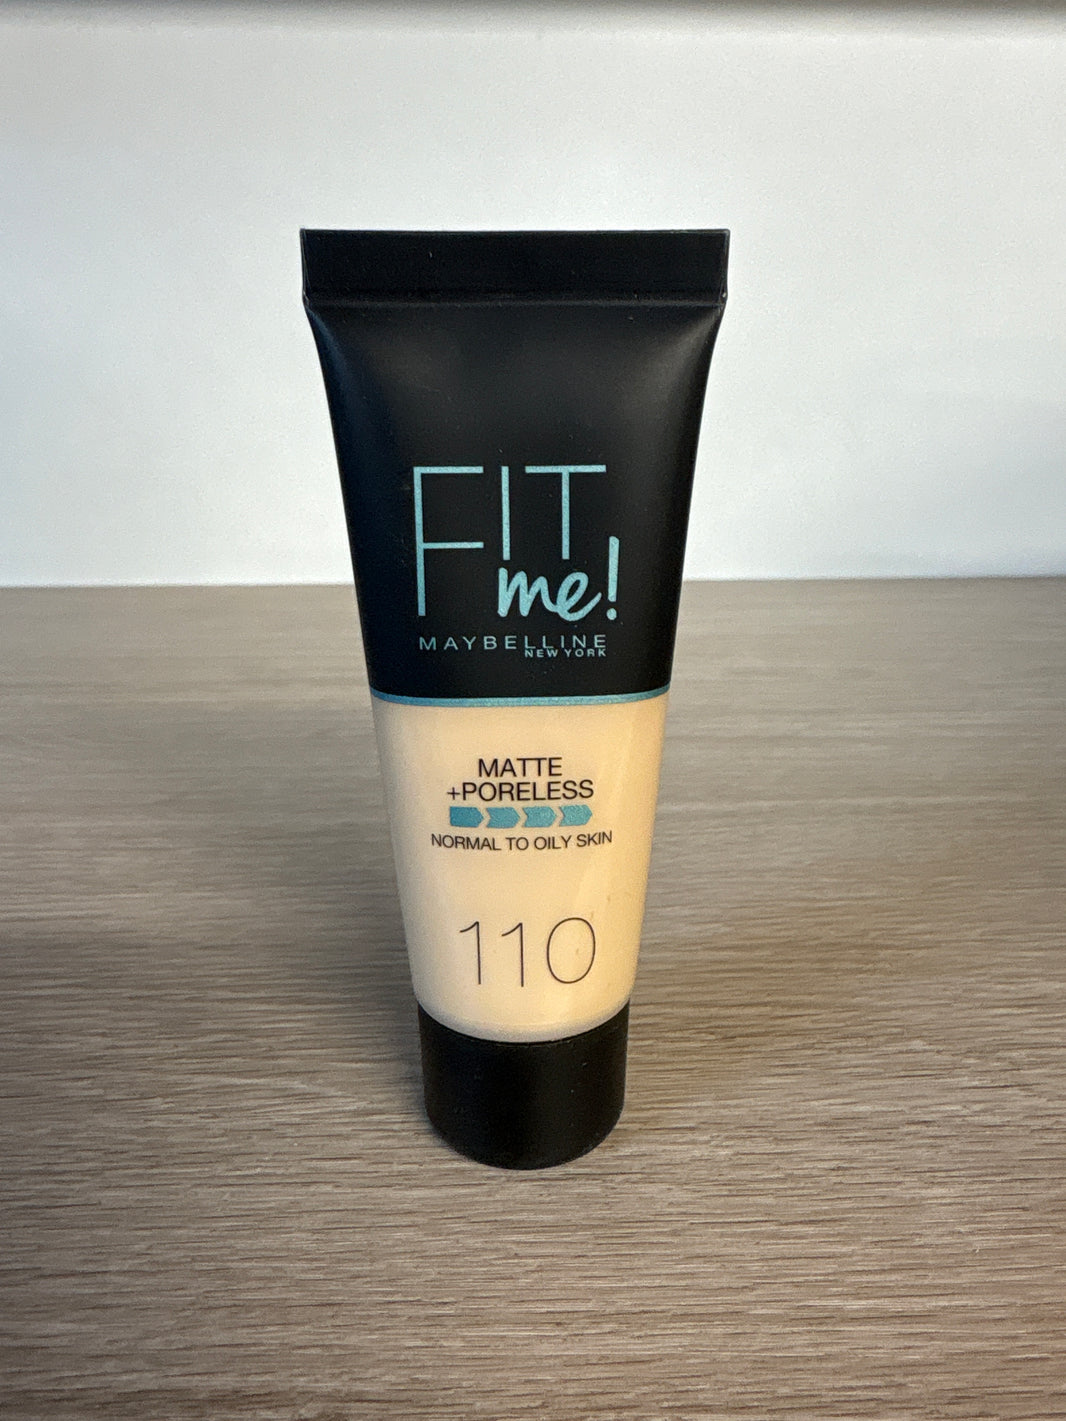 FIT
me!
MAYBELLINE
NEW YORK
MATTE
+PORELESS
NORMAL TO OILY SKIN
110